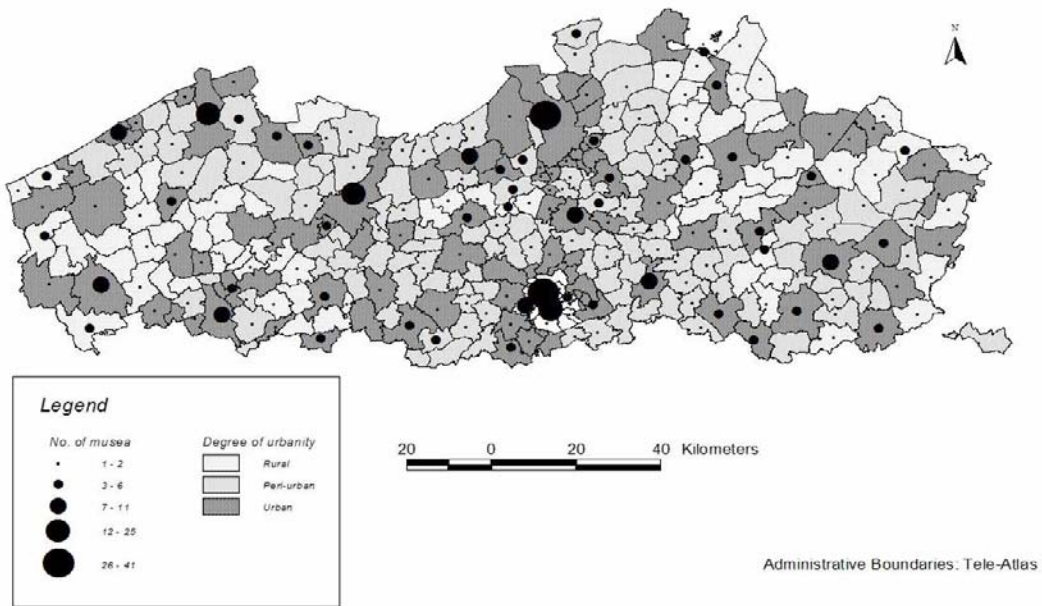 N
Legend
No. of musea
1 - 2
3 - 6
7 - 11
12 - 25
26 - 41
Degree of urbanity
Rural
Peri-urban
Urban
20 0 20 40 Kilometers
Administrative Boundaries: Tele-Atlas